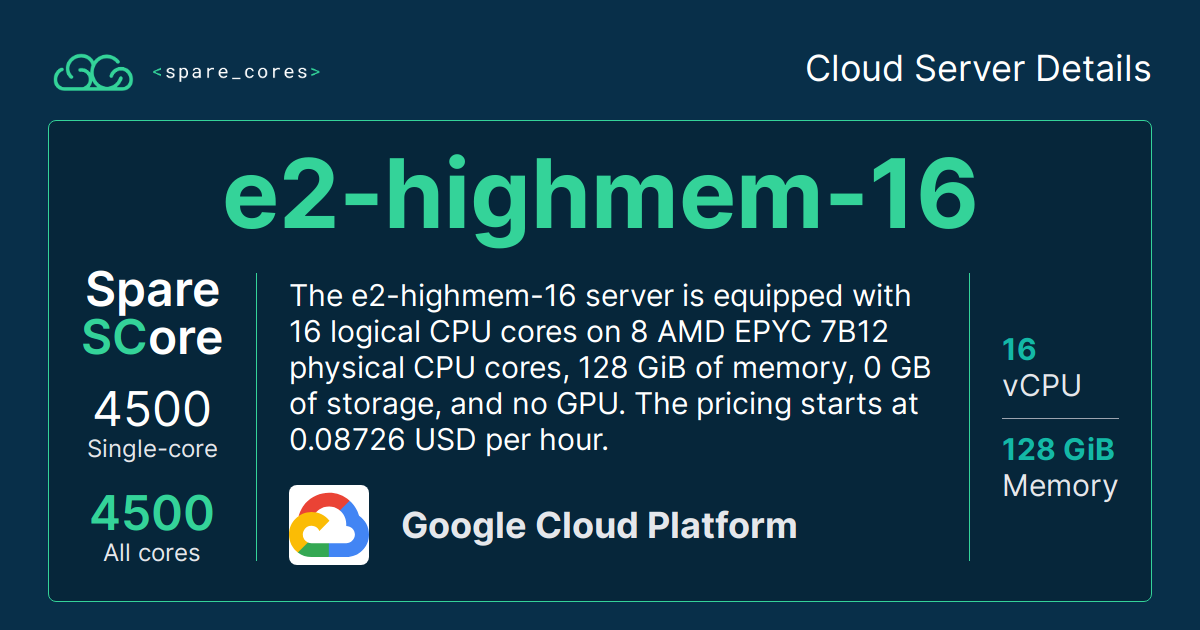 <spare_cores>
Cloud Server Details
e2-highmem-16
Spare
SCore
4500
Single-core
4500
All cores
The e2-highmem-16 server is equipped with
16 logical CPU cores on 8 AMD EPYC 7B12
physical CPU cores, 128 GiB of memory, 0 GB
of storage, and no GPU. The pricing starts at
0.08726 USD per hour.
Google Cloud Platform
16
vCPU
128 GiB
Memory